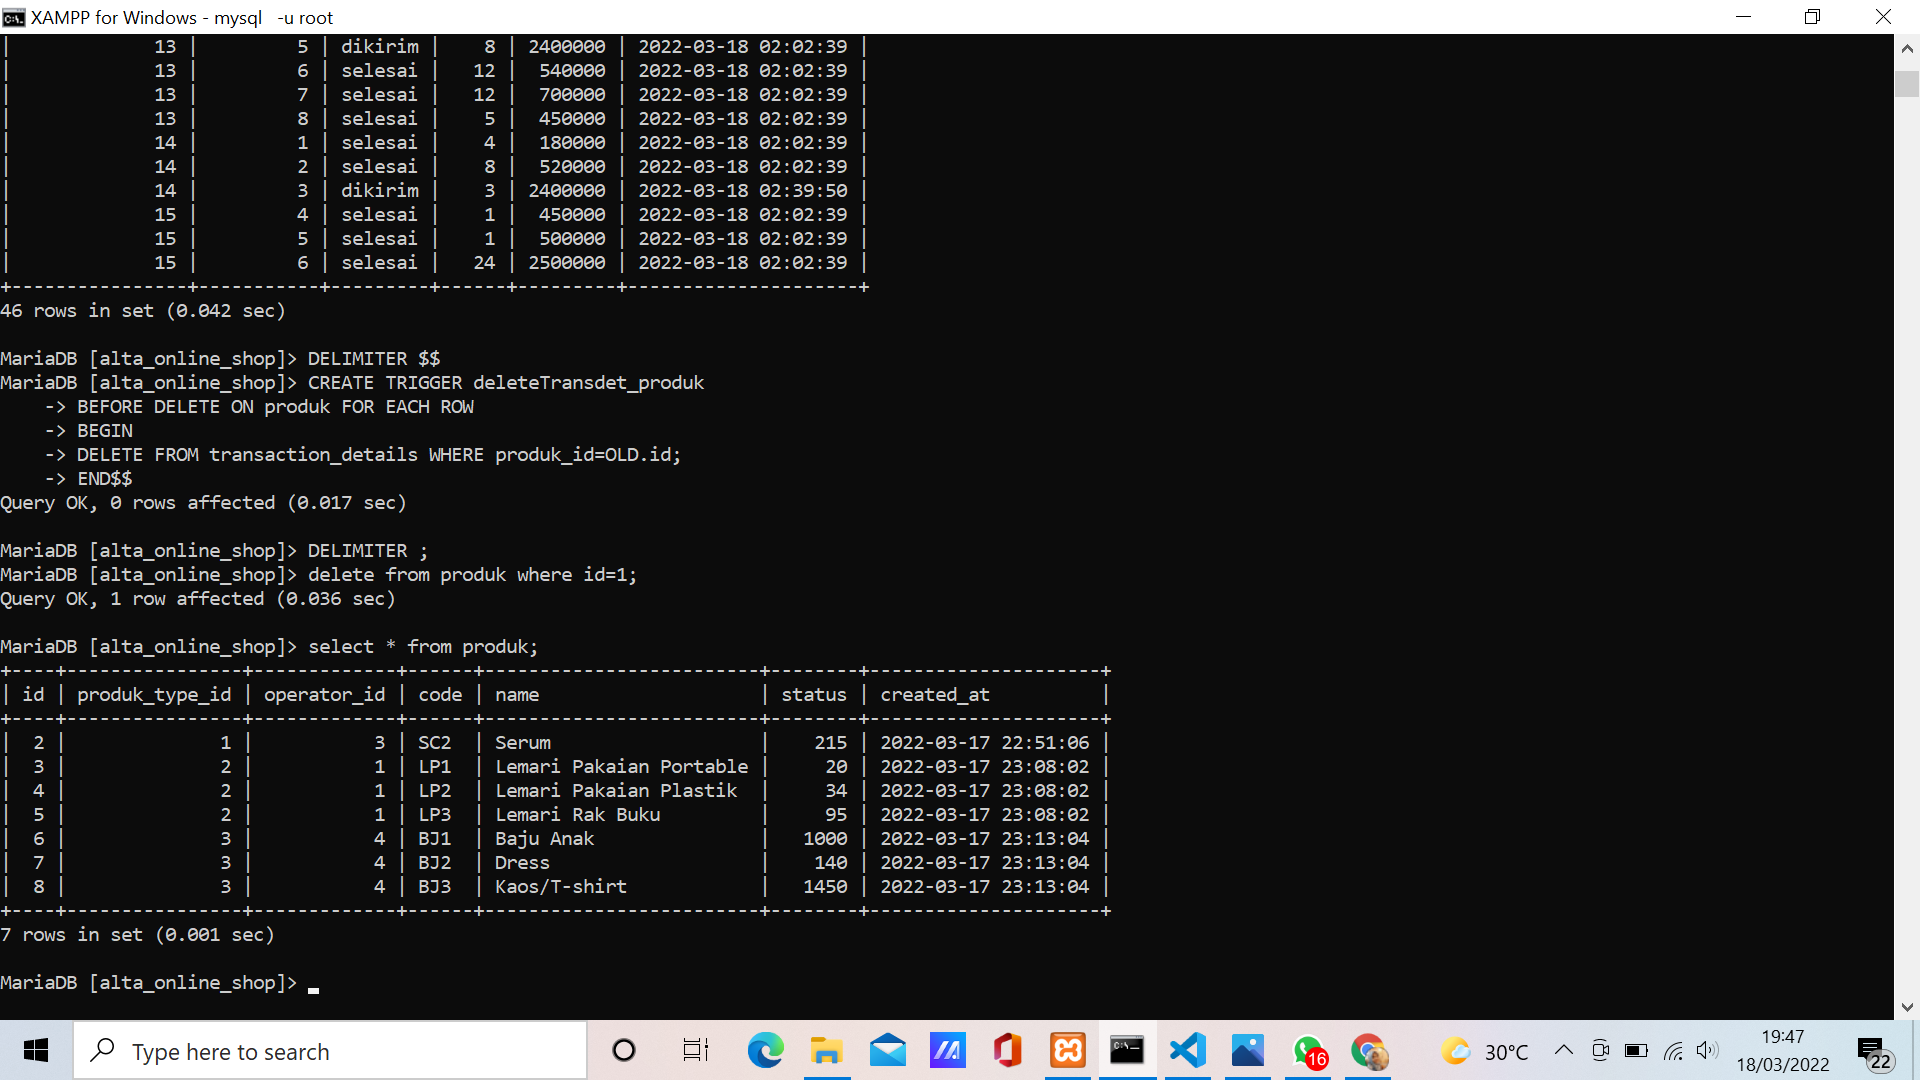 XAMPP for Windows - mysql -u root
| 13 | 5 | dikirim | 8 | 2400000 | 2022-03-18 02:02:39 |
| 13 | 6 | selesai | 12 | 540000 | 2022-03-18 02:02:39 |
| 13 | 7 | selesai | 12 | 700000 | 2022-03-18 02:02:39 |
| 13 | 8 | selesai | 5 | 450000 | 2022-03-18 02:02:39 |
| 14 | 1 | selesai | 4 | 180000 | 2022-03-18 02:02:39 |
| 14 | 2 | selesai | 8 | 520000 | 2022-03-18 02:02:39 |
| 14 | 3 | dikirim | 3 | 2400000 | 2022-03-18 02:39:50 |
| 15 | 4 | selesai | 1 | 450000 | 2022-03-18 02:02:39 |
| 15 | 5 | selesai | 1 | 500000 | 2022-03-18 02:02:39 |
| 15 | 6 | selesai | 24 | 2500000 | 2022-03-18 02:02:39 |
+----------------+-----------+---------+------+---------+---------------------+
46 rows in set (0.042 sec)
MariaDB [alta_online_shop]> DELIMITER $$
MariaDB [alta_online_shop]> CREATE TRIGGER deleteTransdet_produk
-> BEFORE DELETE ON produk FOR EACH ROW
-> BEGIN
-> DELETE FROM transaction_details WHERE produk_id=OLD.id;
-> END$$
Query OK, 0 rows affected (0.017 sec)
MariaDB [alta_online_shop]> DELIMITER ;
MariaDB [alta_online_shop]> delete from produk where id=1;
Query OK, 1 row affected (0.036 sec)
MariaDB [alta_online_shop]> select * from produk;
+----+----------------+-------------+------+-------------------------+--------+---------------------+
| id | produk_type_id | operator_id | code | name | status | created_at |
+----+----------------+-------------+------+-------------------------+--------+---------------------+
| 2 | 1 | 3 | SC2 | Serum | 215 | 2022-03-17 22:51:06 |
| 3 | 2 | 1 | LP1 | Lemari Pakaian Portable | 20 | 2022-03-17 23:08:02 |
| 4 | 2 | 1 | LP2 | Lemari Pakaian Plastik | 34 | 2022-03-17 23:08:02 |
| 5 | 2 | 1 | LP3 | Lemari Rak Buku | 95 | 2022-03-17 23:08:02 |
| 6 | 3 | 4 | BJ1 | Baju Anak | 1000 | 2022-03-17 23:13:04 |
| 7 | 3 | 4 | BJ2 | Dress | 140 | 2022-03-17 23:13:04 |
| 8 | 3 | 4 | BJ3 | Kaos/T-shirt | 1450 | 2022-03-17 23:13:04 |
+----+----------------+-------------+------+-------------------------+--------+---------------------+
7 rows in set (0.001 sec)
MariaDB [alta_online_shop]> _
Type here to search
16
30°C
19:47
18/03/2022
22